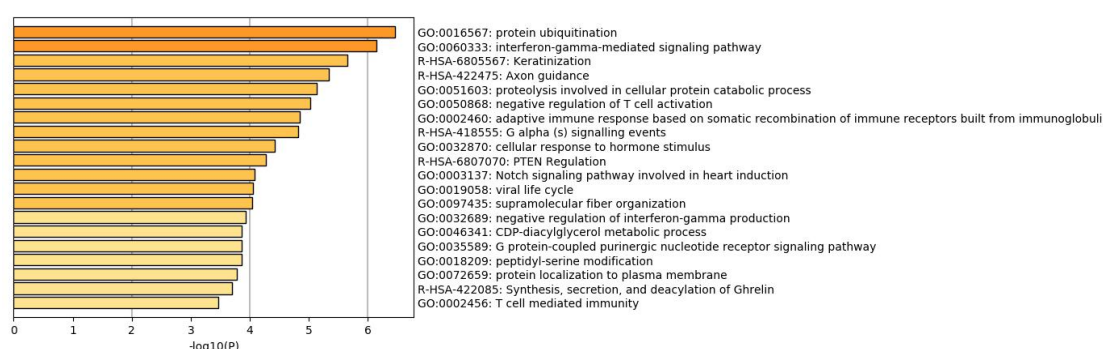 GO:0016567: protein ubiquitination
GO:0060333: interferon-gamma-mediated signaling pathway
R-HSA-6805567: Keratinization
R-HSA-422475: Axon guidance
GO:0051603: proteolysis involved in cellular protein catabolic process
GO:0050868: negative regulation of T cell activation
GO:0002460: adaptive immune response based on somatic recombination of immune receptors built from immunoglobuli
R-HSA-418555: G alpha (s) signalling events
GO:0032870: cellular response to hormone stimulus
R-HSA-6807070: PTEN Regulation
GO:0003137: Notch signaling pathway involved in heart induction
GO:0019058: viral life cycle
GO:0097435: supramolecular fiber organization
GO:0032689: negative regulation of interferon-gamma production
GO:0046341: CDP-diacylglycerol metabolic process
GO:0035589: G protein-coupled purinergic nucleotide receptor signaling pathway
GO:0018209: peptidyl-serine modification
GO:0072659: protein localization to plasma membrane
R-HSA-422085: Synthesis, secretion, and deacylation of Ghrelin
GO:0002456: T cell mediated immunity
0 1 2 3 4 5 6
-log10(P)